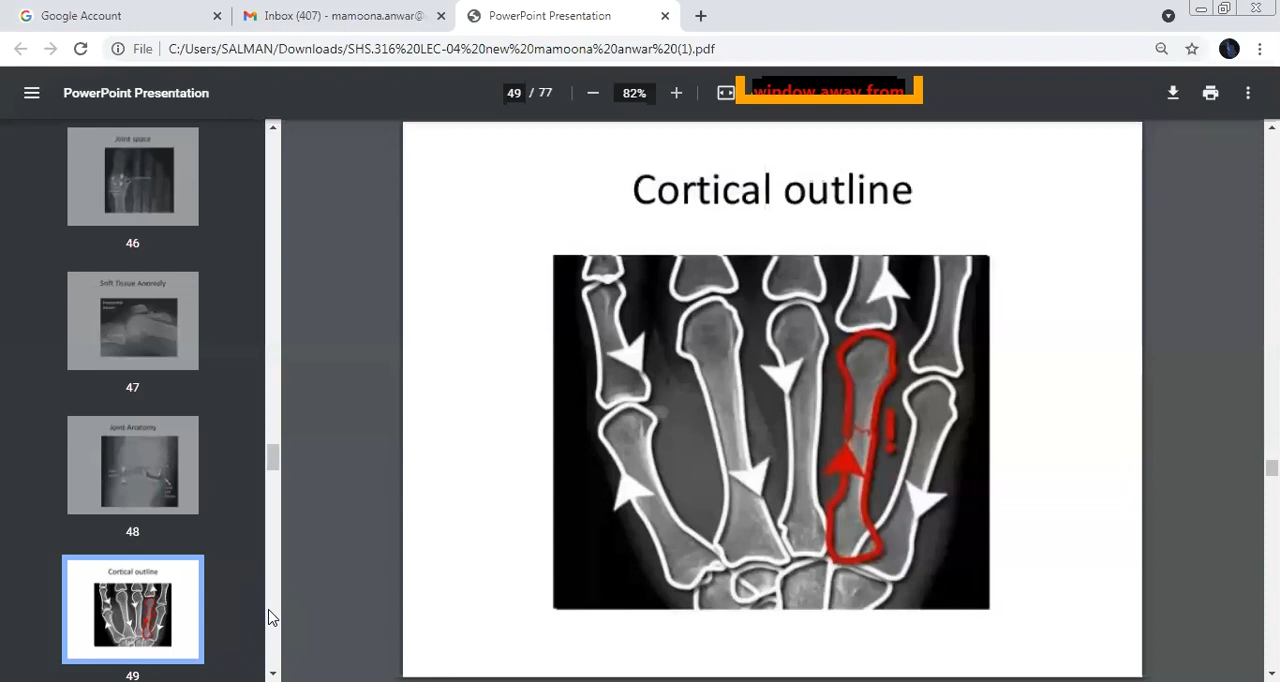 Google Account
Inbox (407) - mamoona.anwar@
PowerPoint Presentation
File
C:/Users/SALMAN/Downloads/SHS.316%20LEC-04%20new%20mamoona%20anwar%20(1).pdf
PowerPoint Presentation
49 / 77
82%
window away from
Joint space
46
Soft Tissue Anomaly
47
Joint Anatomy
48
Cortical outline
49
Cortical outline
!